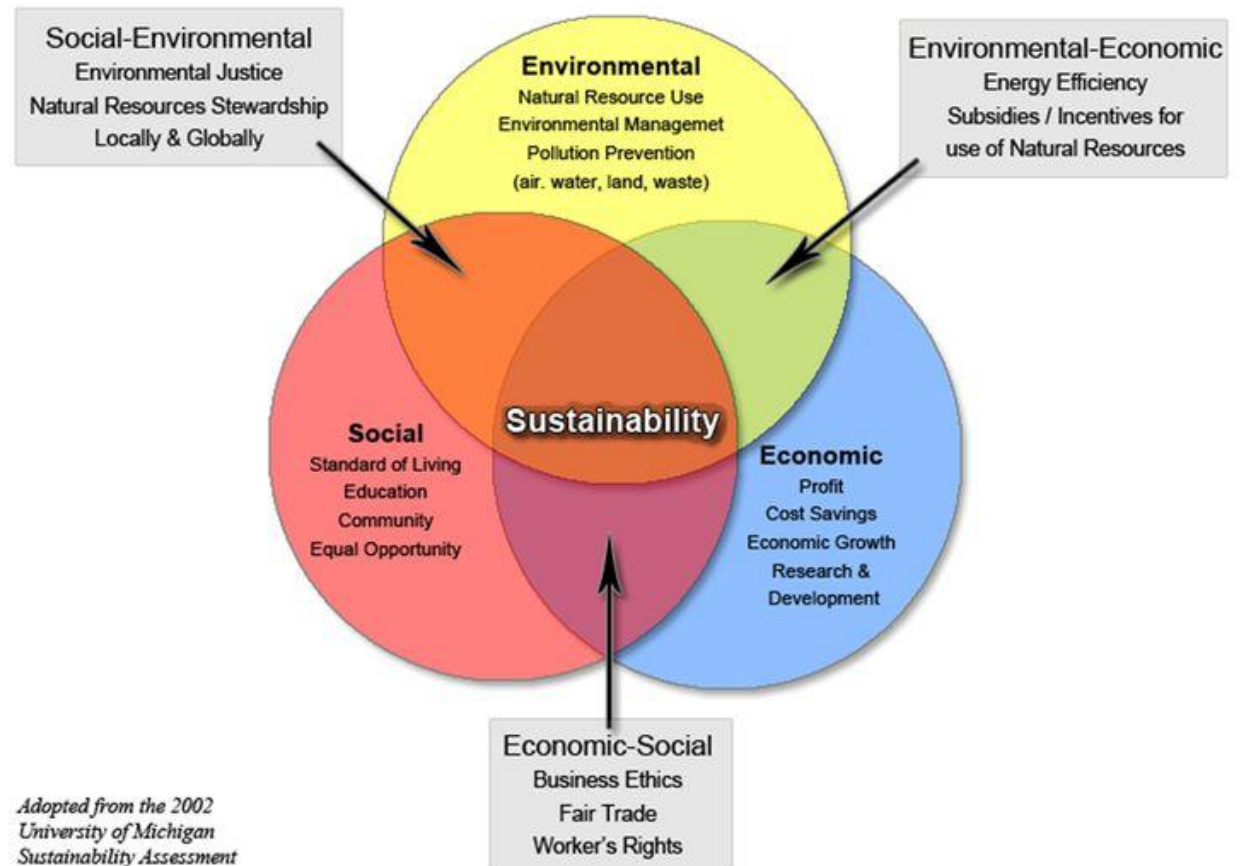 Social-Environmental
Environmental Justice
Natural Resources Stewardship
Locally & Globally
Environmental
Natural Resource Use
Environmental Managemet
Pollution Prevention
(air. water, land, waste)
Environmental-Economic
Energy Efficiency
Subsidies / Incentives for
use of Natural Resources
Sustainability
Social
Standard of Living
Education
Community
Equal Opportunity
Economic
Profit
Cost Savings
Economic Growth
Research &
Development
Economic-Social
Business Ethics
Fair Trade
Worker's Rights
Adopted from the 2002
University of Michigan
Sustainability Assessment